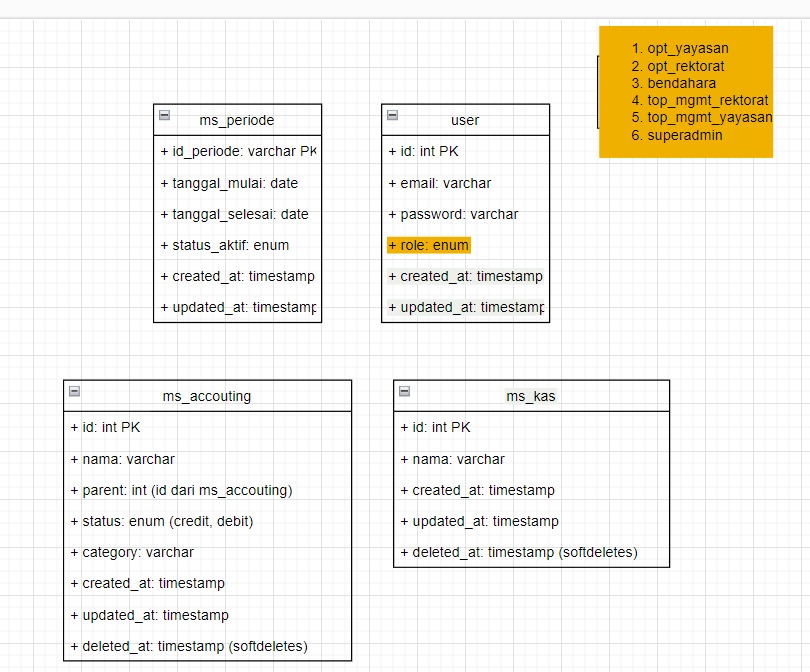 1. opt_yayasan
2. opt_rektorat
3. bendahara
4. top_mgmt_rektorat
5. top_mgmt_yayasan
6. superadmin
ms_periode
+ id_periode: varchar PK
+ tanggal_mulai: date
+ tanggal_selesai: date
+ status_aktif: enum
+ created_at: timestamp
+ updated_at: timestamp
user
+ id: int PK
+ email: varchar
+ password: varchar
+ role: enum
+ created_at: timestamp
+ updated_at: timestamp
ms_accouting
+ id: int PK
+ nama: varchar
+ parent: int (id dari ms_accouting)
+ status: enum (credit, debit)
+ category: varchar
+ created_at: timestamp
+ updated_at: timestamp
+ deleted_at: timestamp (softdeletes)
ms_kas
+ id: int PK
+ nama: varchar
+ created_at: timestamp
+ updated_at: timestamp
+ deleted_at: timestamp (softdeletes)